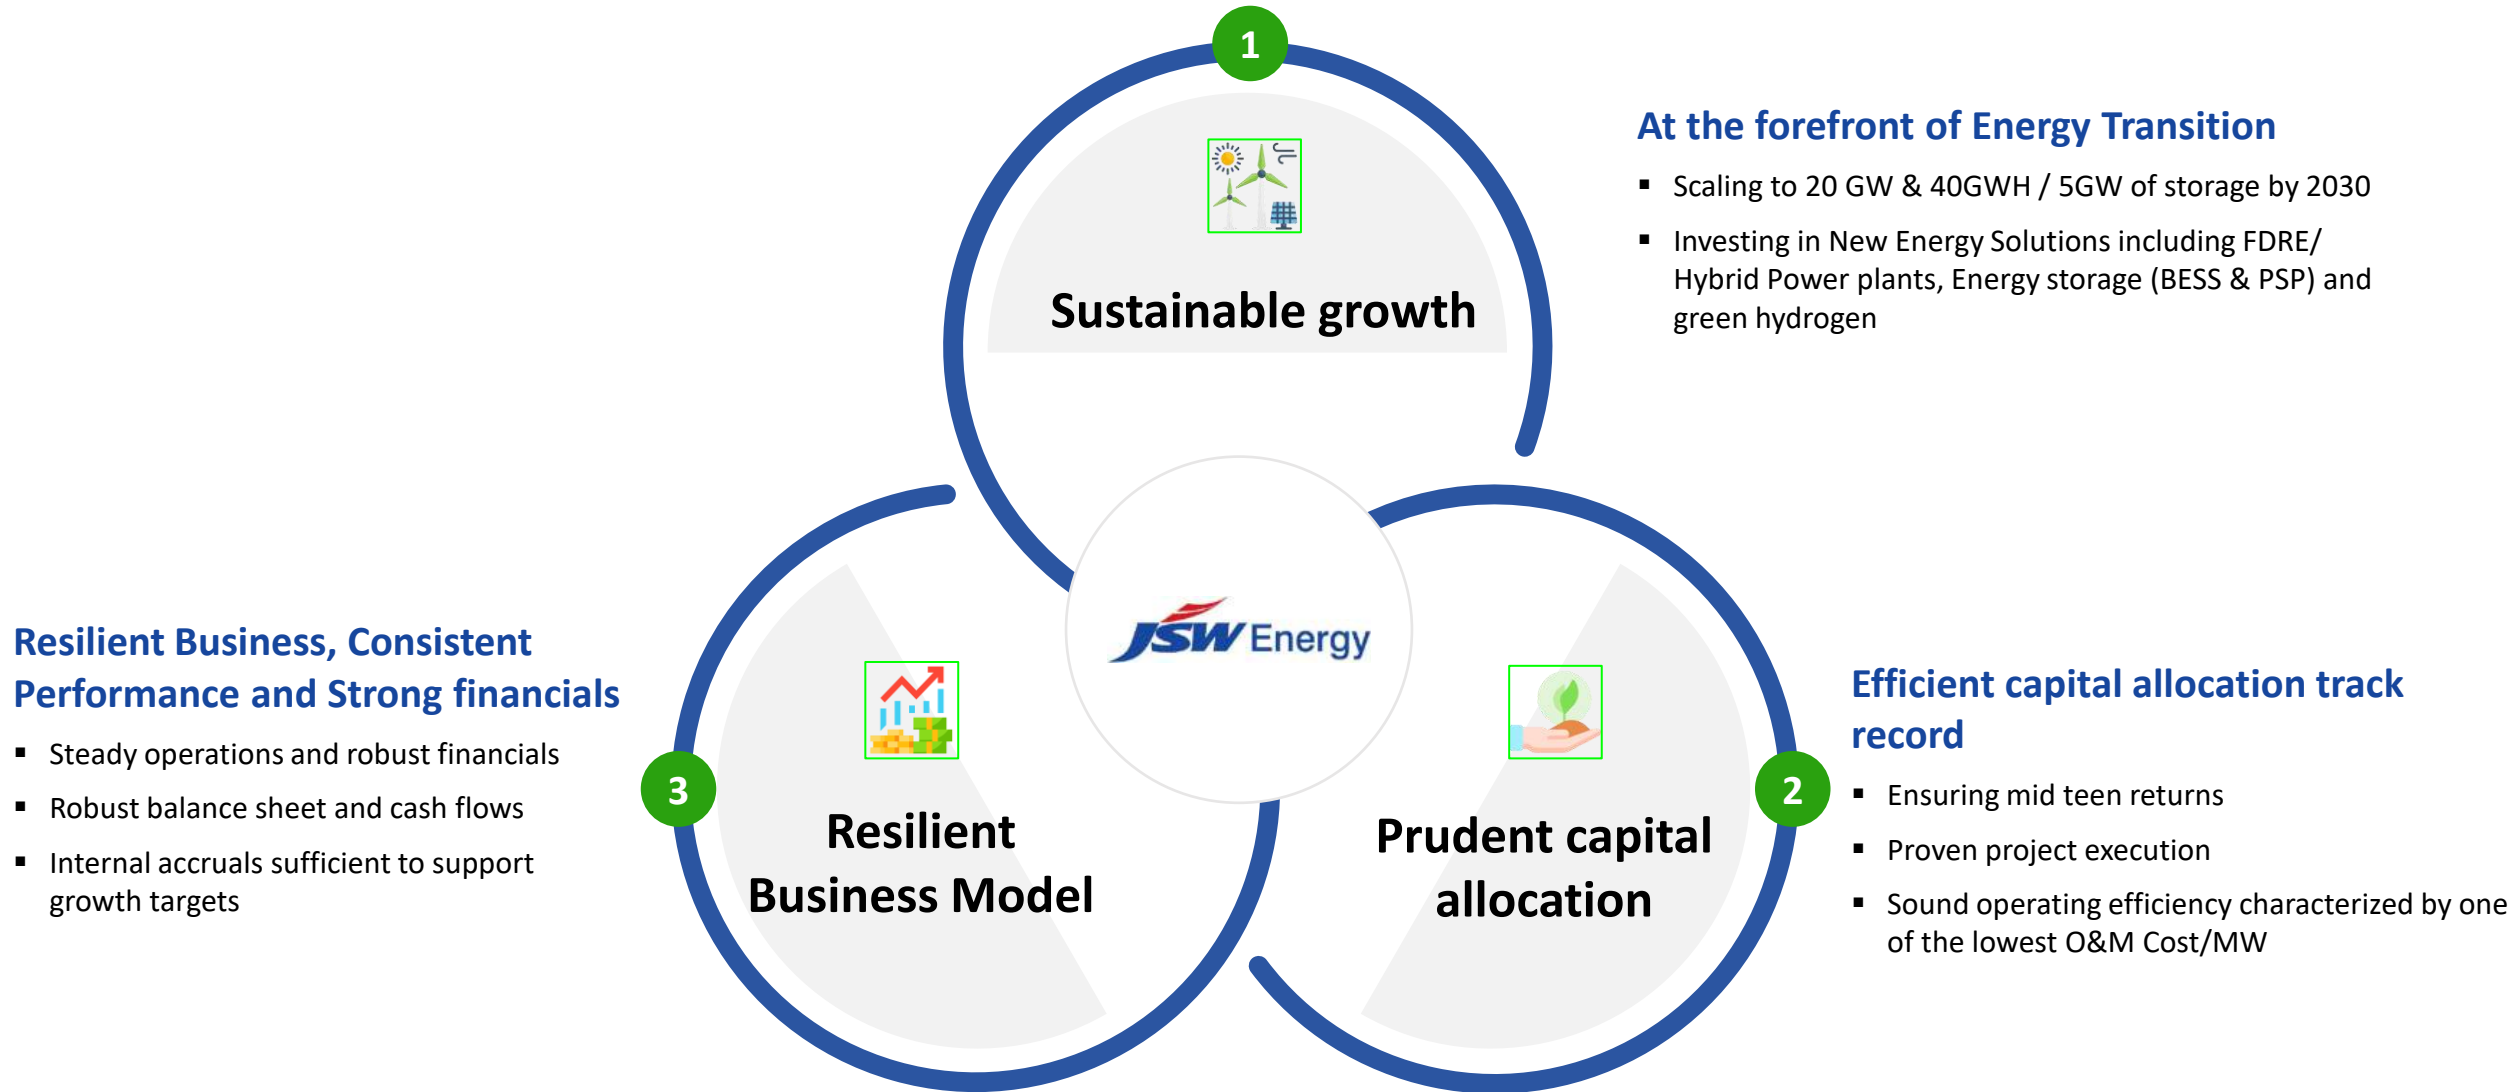 1
Sustainable growth
At the forefront of Energy Transition
▪ Scaling to 20 GW & 40GWH / 5GW of storage by 2030
▪ Investing in New Energy Solutions including FDRE/
Hybrid Power plants, Energy storage (BESS & PSP) and
green hydrogen
JSW Energy
2
Prudent capital
allocation
Efficient capital allocation track
record
▪ Ensuring mid teen returns
▪ Proven project execution
▪ Sound operating efficiency characterized by one
of the lowest O&M Cost/MW
3
Resilient
Business Model
Resilient Business, Consistent
Performance and Strong financials
▪ Steady operations and robust financials
▪ Robust balance sheet and cash flows
▪ Internal accruals sufficient to support
growth targets